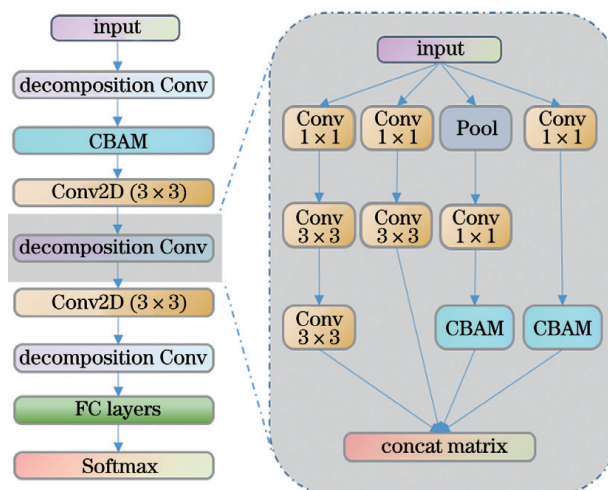 input
decomposition Conv
CBAM
Conv2D (3×3)
decomposition Conv
Conv2D (3×3)
decomposition Conv
FC layers
Softmax
input
Conv
1×1
Conv
1×1
Pool
Conv
1×1
Conv
3×3
Conv
3×3
Conv
1×1
Conv
3×3
CBAM
CBAM
concat matrix